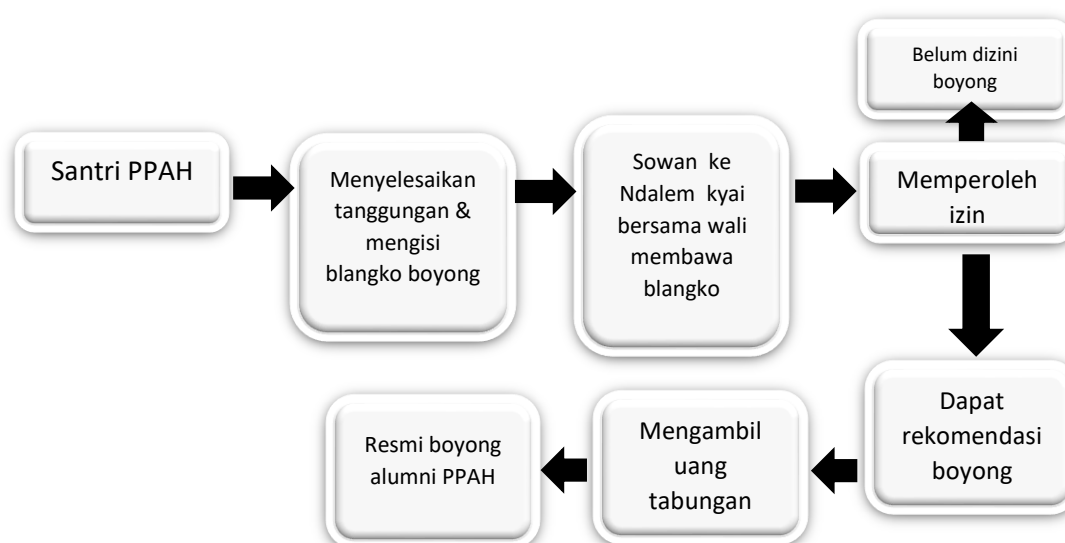 Santri PPAH
Menyelesaikan
tanggungan &
mengisi
blangko boyong
Sowan ke
Ndalem kyai
bersama wali
membawa
blangko
Belum dizini
boyong
Memperoleh
izin
Dapat
rekomendasi
boyong
Mengambil
uang
tabungan
Resmi boyong
alumni PPAH